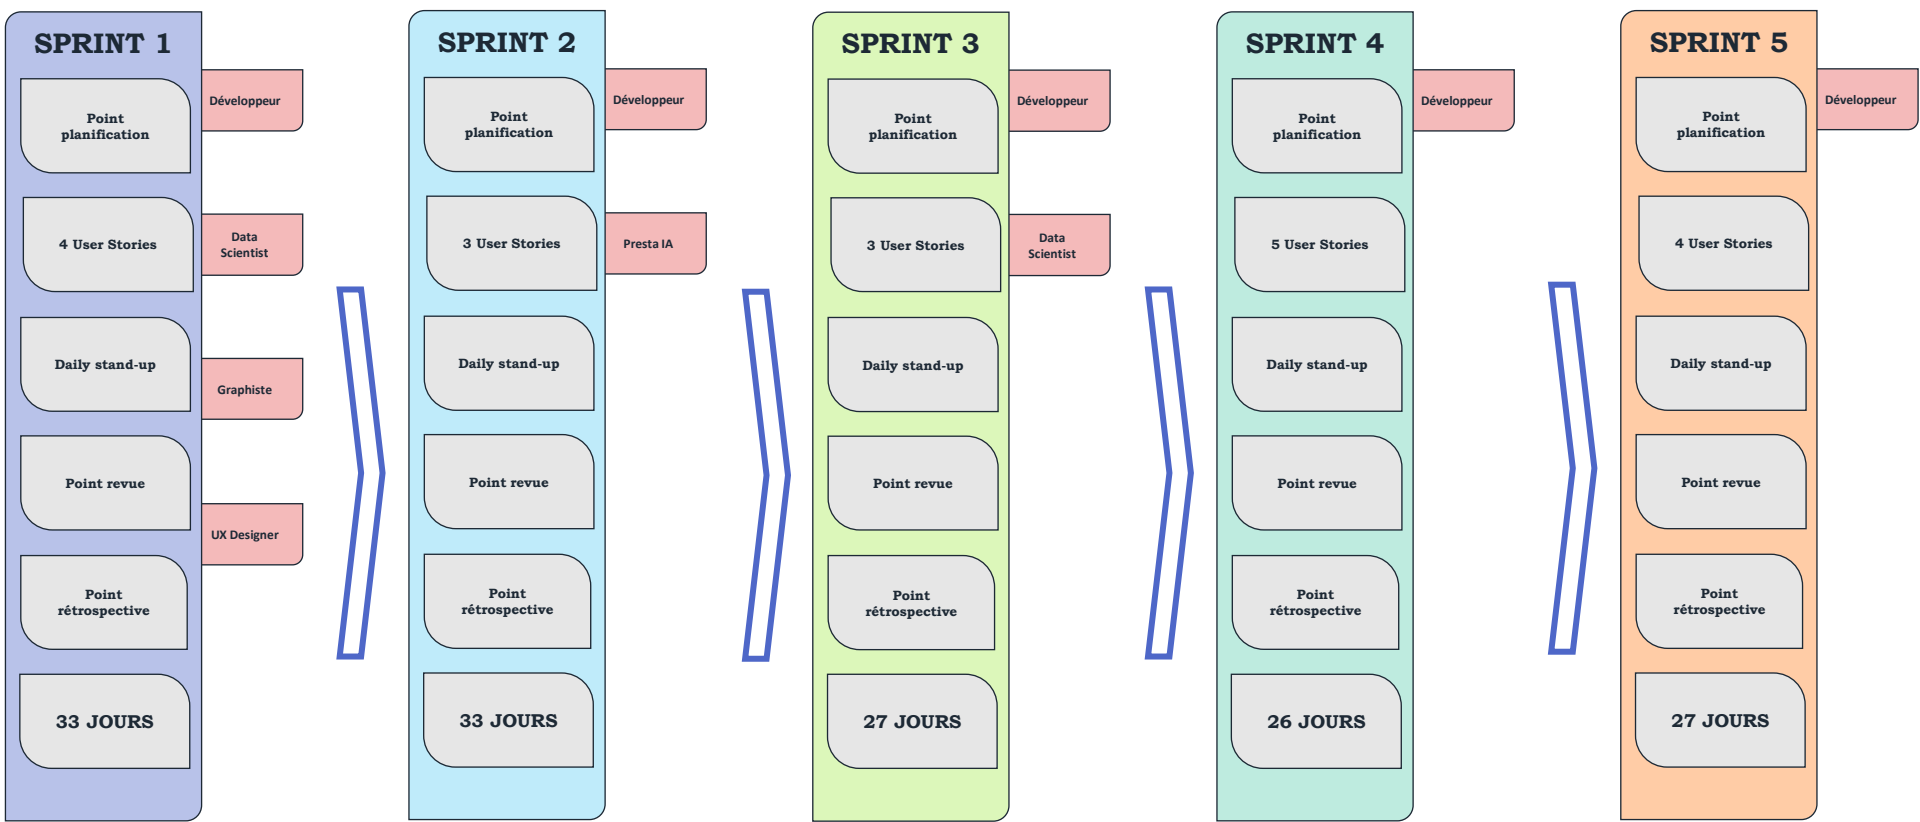 SPRINT 1
Point
planification
4 User Stories
Daily stand-up
Point revue
Point
rétrospective
33 JOURS
Développeur
Data
Scientist
Graphiste
UX Designer
SPRINT 2
Point
planification
3 User Stories
Daily stand-up
Point revue
Point
rétrospective
33 JOURS
Développeur
Presta IA
SPRINT 3
Point
planification
3 User Stories
Daily stand-up
Point revue
Point
rétrospective
27 JOURS
Développeur
Data
Scientist
SPRINT 4
Point
planification
5 User Stories
Daily stand-up
Point revue
Point
rétrospective
26 JOURS
Développeur
SPRINT 5
Point
planification
4 User Stories
Daily stand-up
Point revue
Point
rétrospective
27 JOURS
Développeur